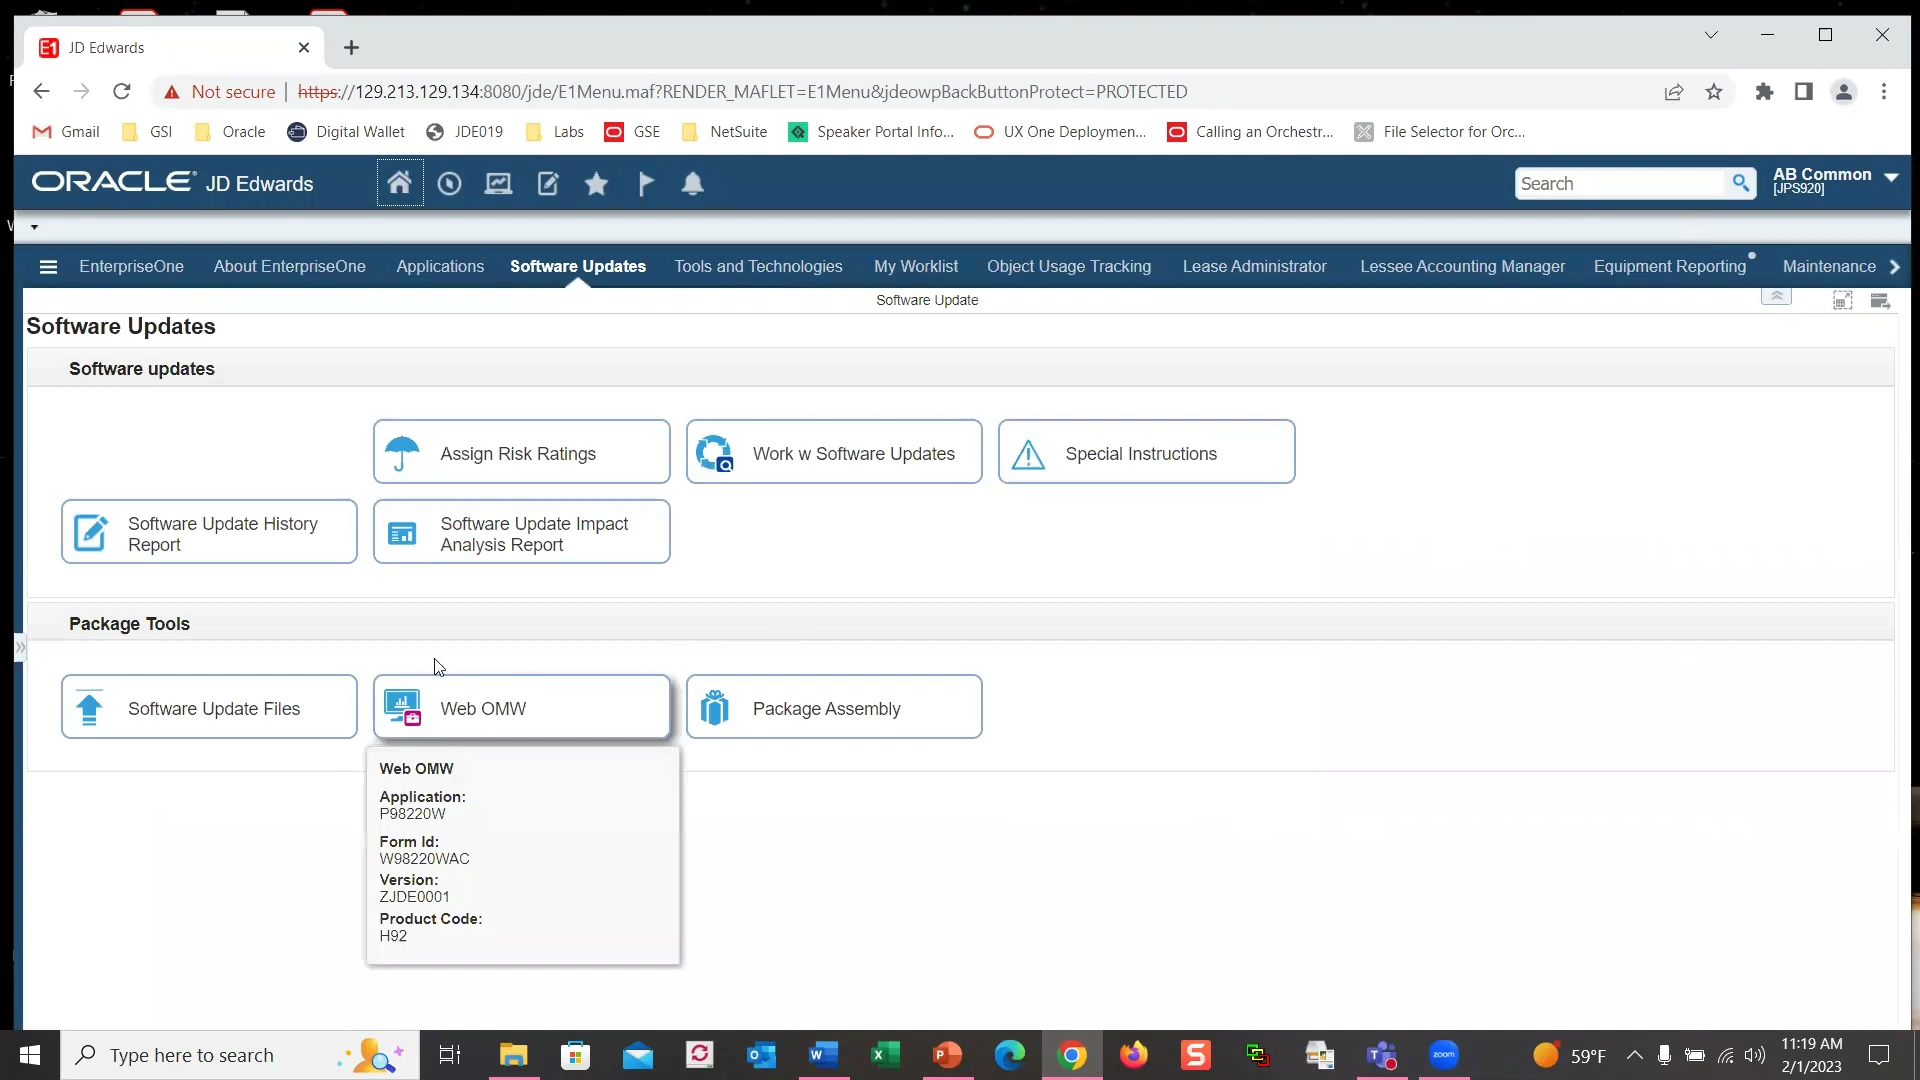 E1 JD Edwards
Not secure https://129.213.129.134:8080/jde/E1Menu.maf?RENDER_MAFLET=E1Menu&jdeowpBackButtonProtect=PROTECTED
Gmail GSI Oracle Digital Wallet JDE019 Labs GSE NetSuite Speaker Portal Info... UX One Deploymen... Calling an Orchestr... File Selector for Orc...
ORACLE JD Edwards Search AB Common
[JPS920]
EnterpriseOne About EnterpriseOne Applications Software Updates Tools and Technologies My Worklist Object Usage Tracking Lease Administrator Lessee Accounting Manager Equipment Reporting Maintenance
Software Update
Software Updates
Software updates
Assign Risk Ratings Work w Software Updates Special Instructions
Software Update History
Report
Software Update Impact
Analysis Report
Package Tools
Software Update Files Web OMW Package Assembly
Web OMW
Application:
P98220W
Form Id:
W98220WAC
Version:
ZJDE0001
Product Code:
H92
Type here to search zoom 59°F 11:19 AM
2/1/2023